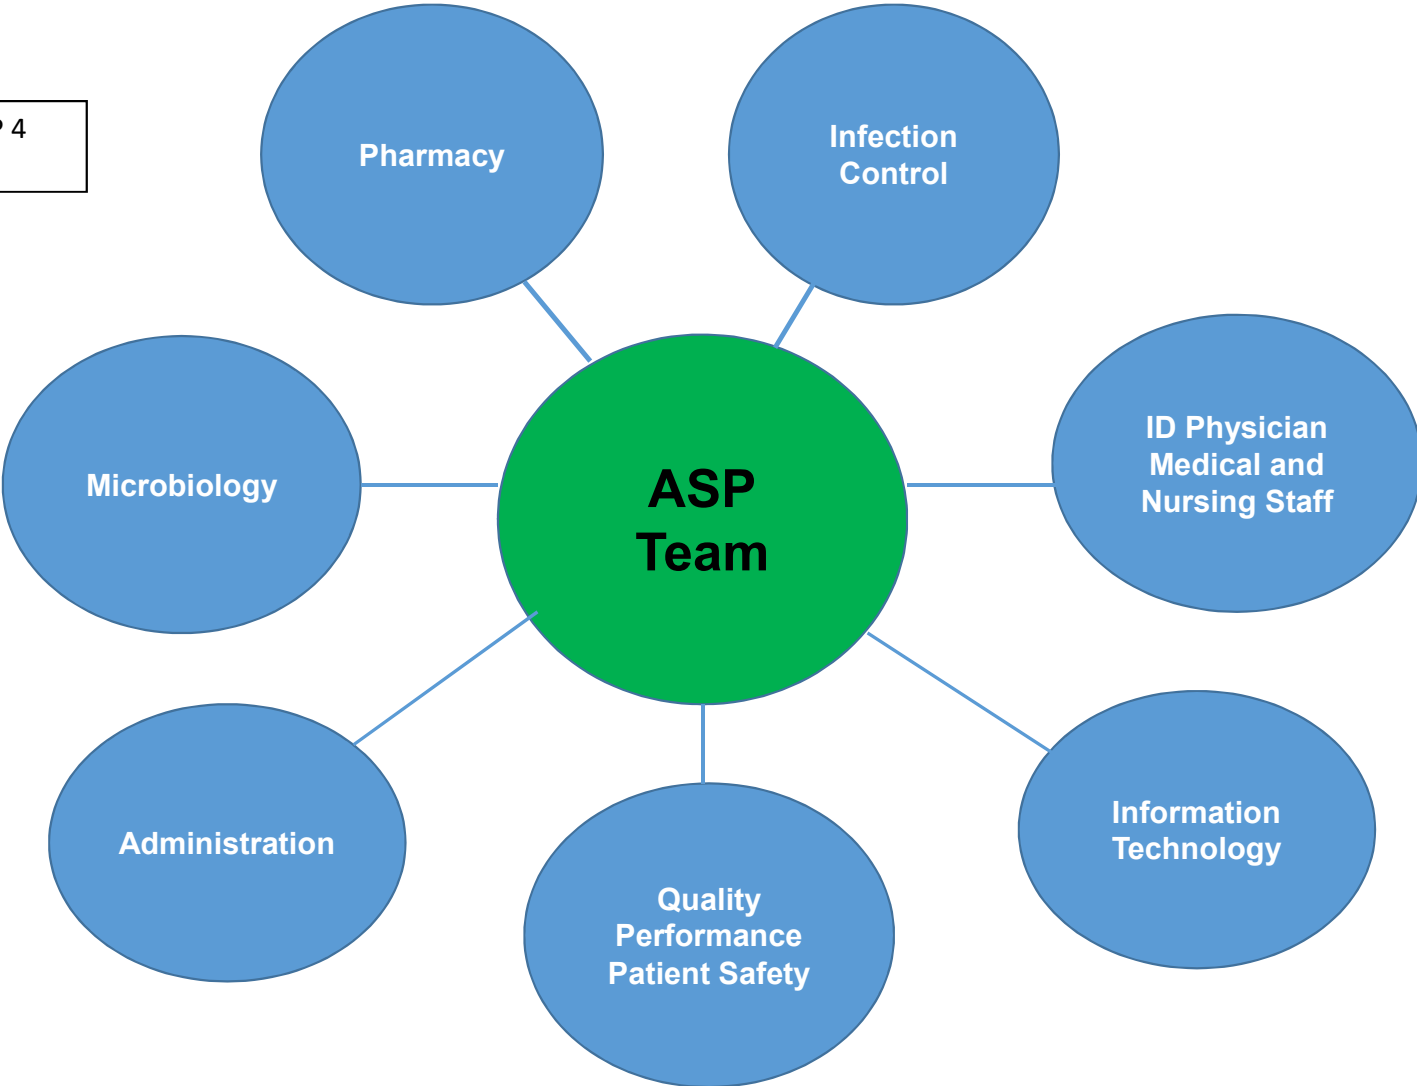 P 4
Pharmacy
Infection
Control
Microbiology
ASP
Team
ID Physician
Medical and
Nursing Staff
Administration
Quality
Performance
Patient Safety
Information
Technology